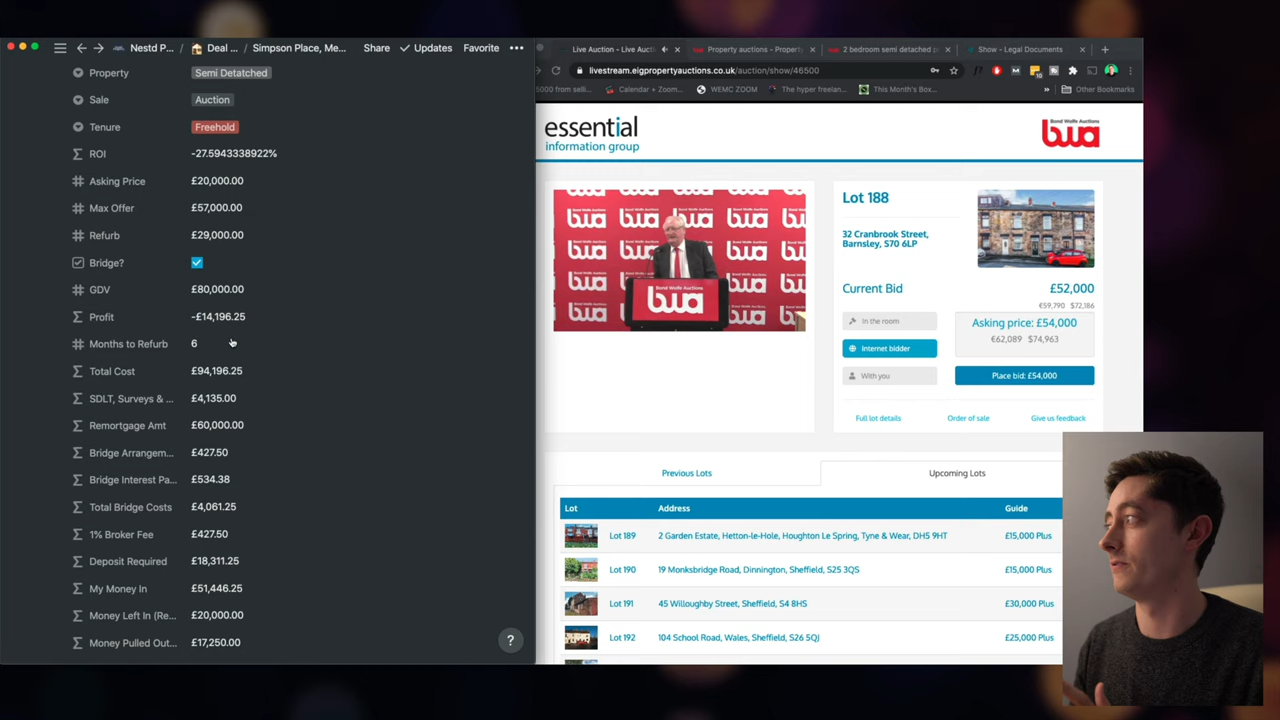 Nestd P... / Deal ... / Simpson Place, Me... Share Updates Favorite •••
Property Semi Detatched
Sale Auction
Tenure Freehold
ROI -27.5943338922%
Asking Price £20,000.00
Max Offer £57,000.00
Refurb £29,000.00
Bridge?
GDV £80,000.00
Profit -£14,196.25
Months to Refurb 6
Total Cost £94,196.25
SDLT, Surveys & ... £4,135.00
Remortgage Amt £60,000.00
Bridge Arrangem... £427.50
Bridge Interest Pa... £534.38
Total Bridge Costs £4,061.25
1% Broker Fee £427.50
Deposit Required £18,311.25
My Money In £51,446.25
Money Left In (Re... £20,000.00
Money Pulled Out... £17,250.00
?
Live Auction - Live Aucti
Property auctions - Propert
2 bedroom semi detached p
Show - Legal Documents
livestream.eigpropertyauctions.co.uk/auction/show/46500
5000 from selli... Calendar + Zoom... WEMC ZOOM The hyper freelan... This Month's Box... » Other Bookmarks
essential
information group
Bond Wolfe Auctions
bwa
Lot 188
32 Cranbrook Street,
Barnsley, S70 6LP
Current Bid £52,000
€59,790 $72,186
In the room
Internet bidder
With you
Asking price: £54,000
€62,089 $74,963
Place bid: £54,000
Full lot details Order of sale Give us feedback
Previous Lots Upcoming Lots
Lot Address Guide
Lot 189 2 Garden Estate, Hetton-le-Hole, Houghton Le Spring, Tyne & Wear, DH5 9HT £15,000 Plus
Lot 190 19 Monksbridge Road, Dinnington, Sheffield, S25 3QS £15,000 Plus
Lot 191 45 Willoughby Street, Sheffield, S4 8HS £30,000 Plus
Lot 192 104 School Road, Wales, Sheffield, S26 5QJ £25,000 Plus